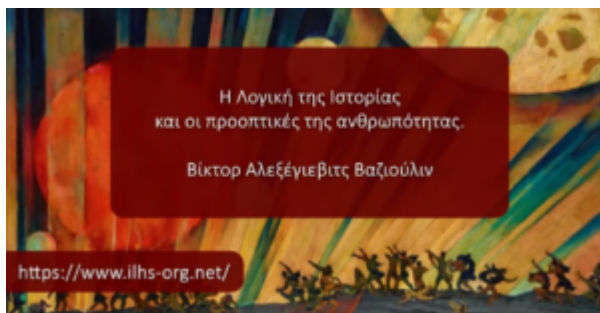 Η Λογική της Ιστορίας
και οι προοπτικές της ανθρωπότητας.
Βίκτορ Αλεξέγιεβιτς Βαζιούλιν
https://www.ilhs-org.net/